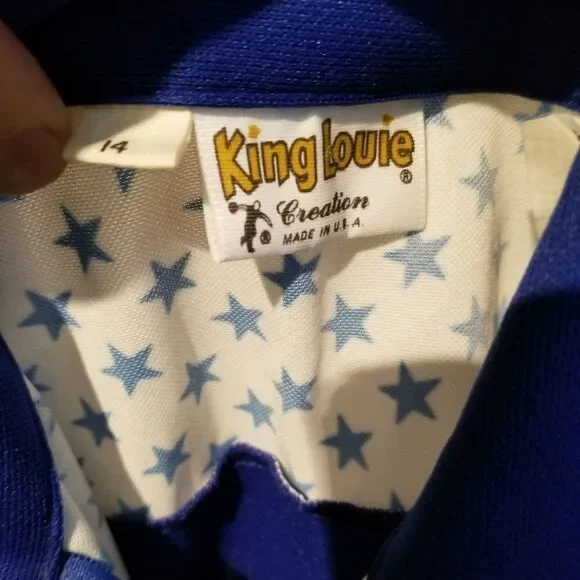 14
King Louie ®
Creation
® MADE IN U.S.A.